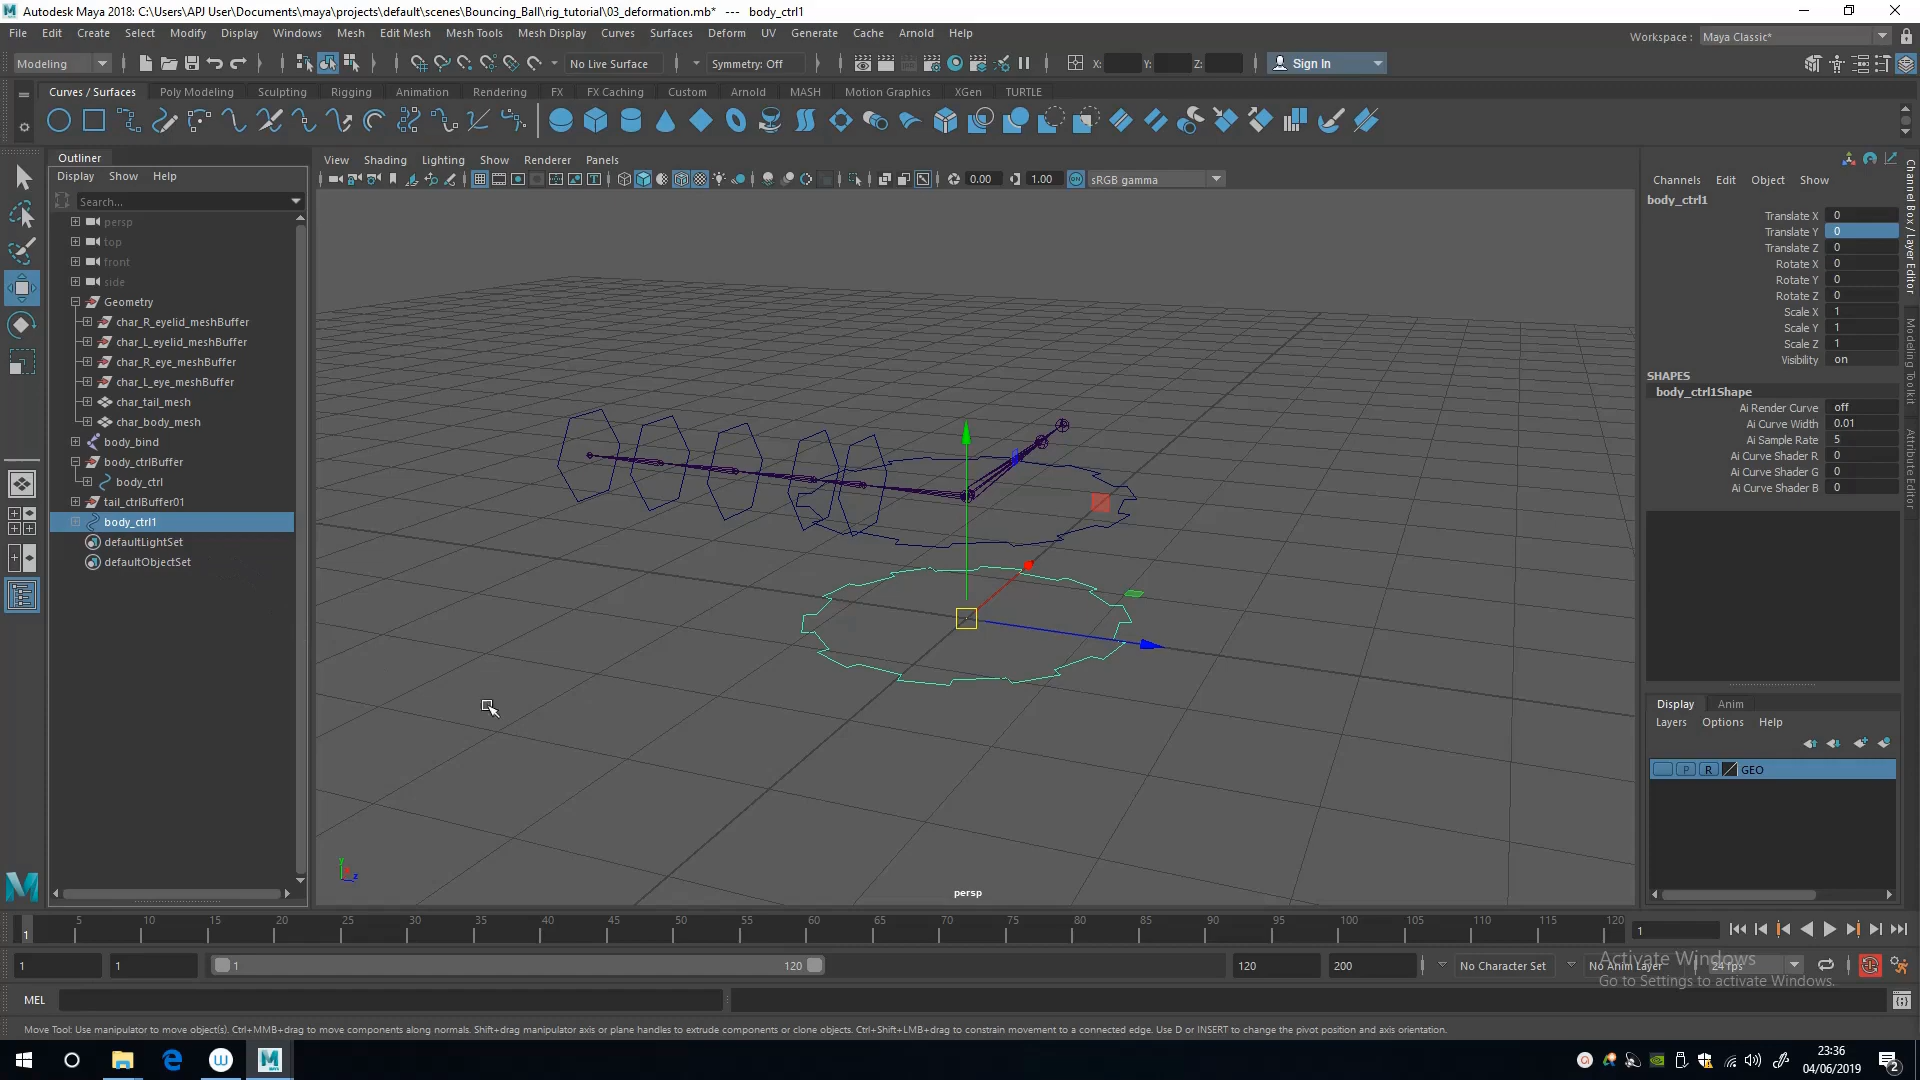 Autodesk Maya 2018: C:\Users\APJ User\Documents\maya\projects\default\scenes\Bouncing_Ball\rig_tutorial\03_deformation.mb* --- body_ctrl1
File Edit Create Select Modify Display Windows Mesh Edit Mesh Mesh Tools Mesh Display Curves Surfaces Deform UV Generate Cache Arnold Help
Workspace : Maya Classic*
Modeling No Live Surface Symmetry: Off X: Y: Z: Sign In
Curves / Surfaces Poly Modeling Sculpting Rigging Animation Rendering FX FX Caching Custom Arnold MASH Motion Graphics XGen TURTLE
Outliner
Display Show Help
Search...
persp
top
front
side
Geometry
char_R_eyelid_meshBuffer
char_L_eyelid_meshBuffer
char_R_eye_meshBuffer
char_L_eye_meshBuffer
char_tail_mesh
char_body_mesh
body_bind
body_ctrlBuffer
body_ctrl
tail_ctrlBuffer01
body_ctrl1
defaultLightSet
defaultObjectSet
View Shading Lighting Show Renderer Panels
0.00 1.00 sRGB gamma
y
z
persp
Channels Edit Object Show
body_ctrl1
Translate X 0
Translate Y 0
Translate Z 0
Rotate X 0
Rotate Y 0
Rotate Z 0
Scale X 1
Scale Y 1
Scale Z 1
Visibility on
SHAPES
body_ctrl1Shape
Ai Render Curve off
Ai Curve Width 0.01
Ai Sample Rate 5
Ai Curve Shader R 0
Ai Curve Shader G 0
Ai Curve Shader B 0
Channel Box / Layer Editor
Modeling Toolkit
Attribute Editor
Display Anim
Layers Options Help
P R GEO
5 10 15 20 25 30 35 40 45 50 55 60 65 70 75 80 85 90 95 100 105 110 115 120
1 1
1 1 1 120 120 200 No Character Set No Anim Layer 24 fps
Activate Windows
Go to Settings to activate Windows.
MEL
Move Tool: Use manipulator to move object(s). Ctrl+MMB+drag to move components along normals. Shift+drag manipulator axis or plane handles to extrude components or clone objects. Ctrl+Shift+LMB+drag to constrain movement to a connected edge. Use D or INSERT to change the pivot position and axis orientation.
23:36
04/06/2019
2